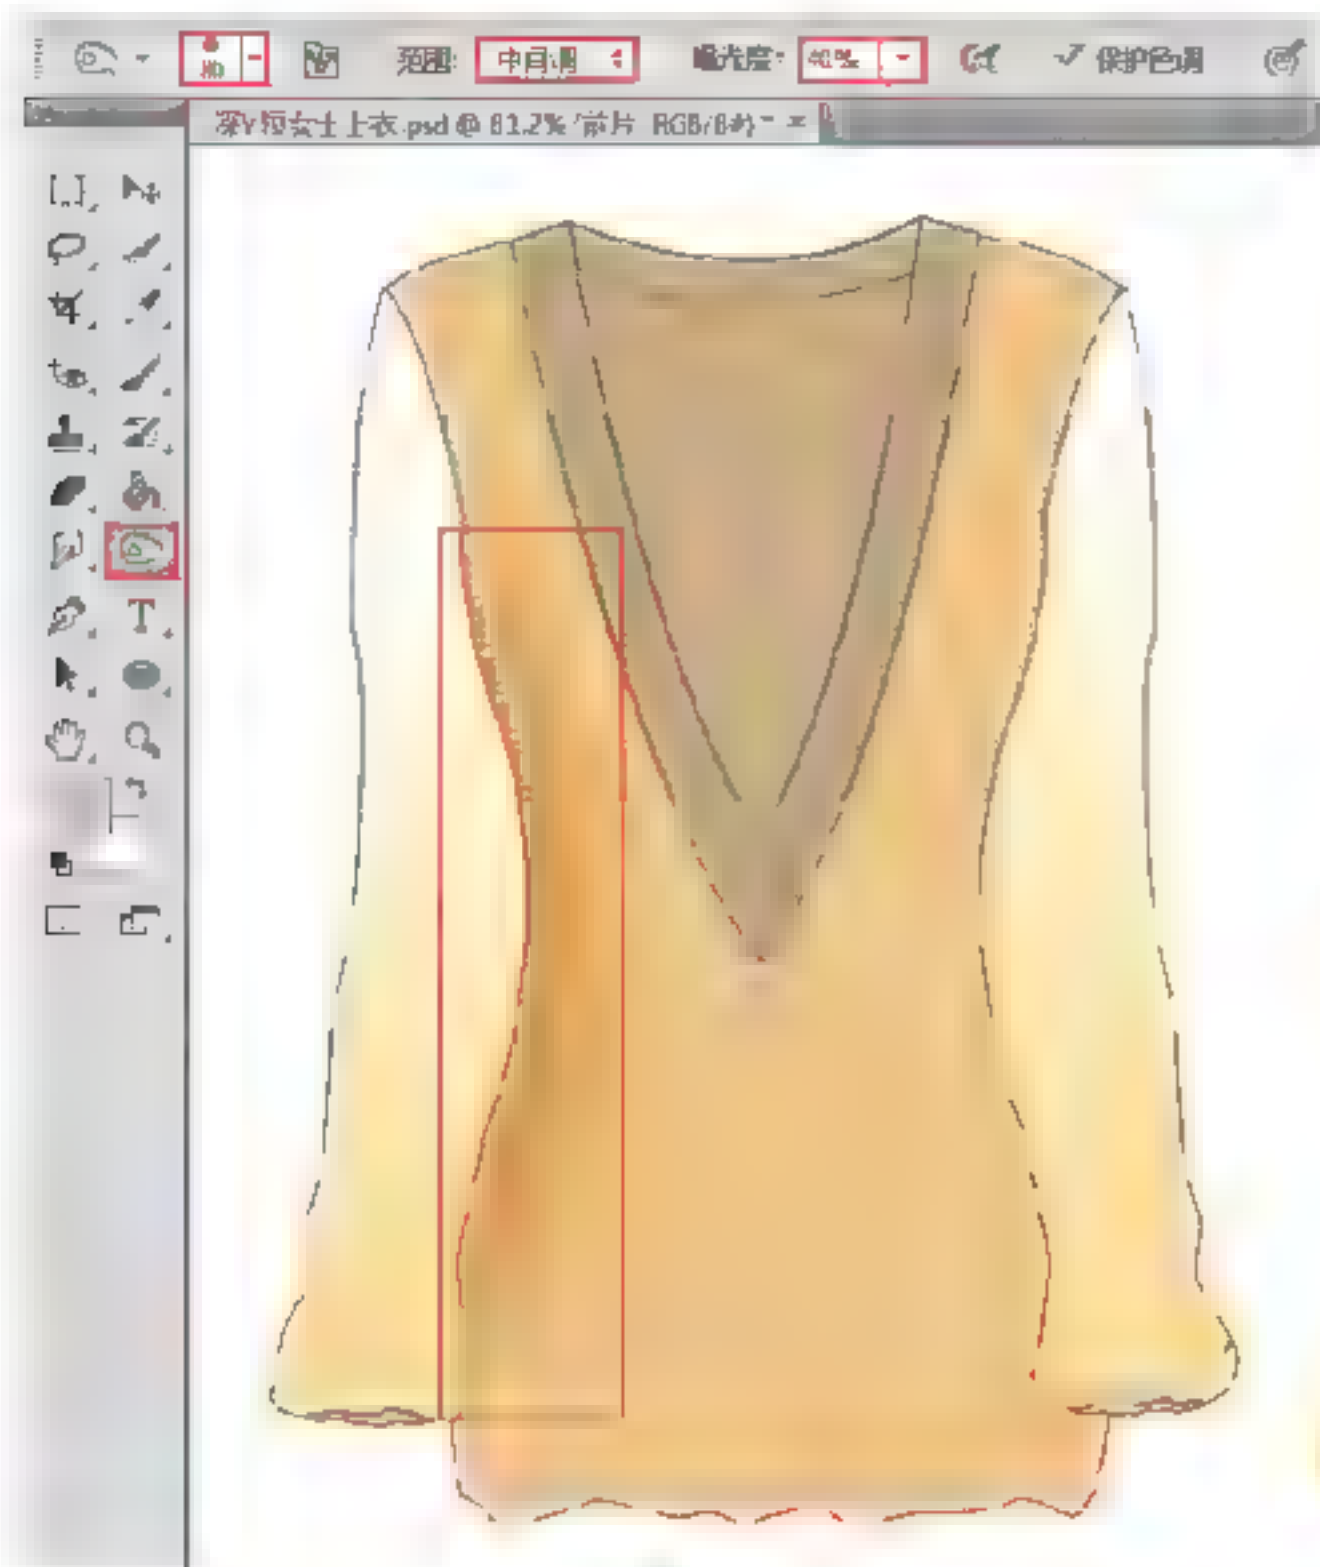 范围: 中间调 曝光度: 40% 保护色调
深V短女士上衣.psd @ 81.2% (前片, RGB/8#) * ×
T